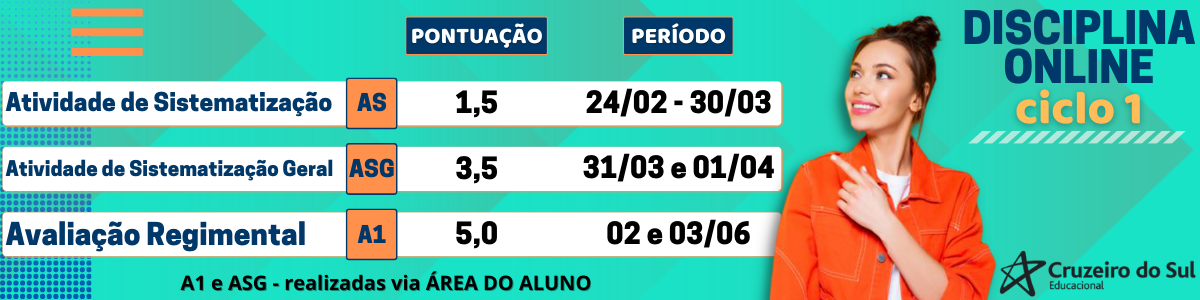 PONTUAÇÃO PERÍODO
Atividade de Sistematização AS 1,5 24/02 - 30/03
Atividade de Sistematização Geral ASG 3,5 31/03 e 01/04
Avaliação Regimental A1 5,0 02 e 03/06
A1 e ASG - realizadas via ÁREA DO ALUNO
DISCIPLINA
ONLINE
ciclo 1
Cruzeiro do Sul
Educacional